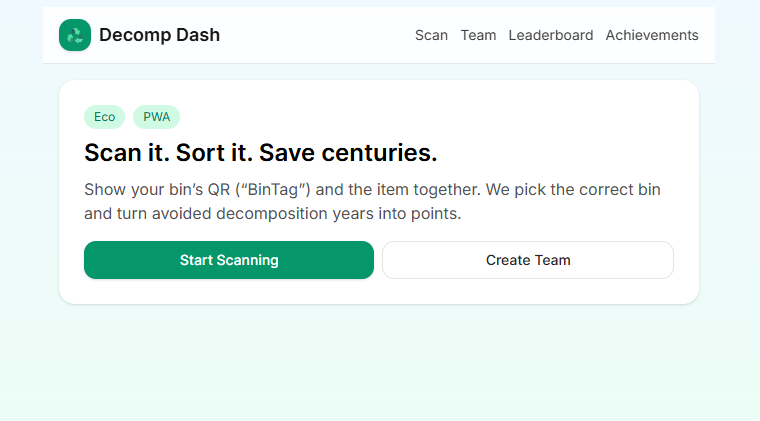 Decomp Dash
Scan Team Leaderboard Achievements
Eco PWA
Scan it. Sort it. Save centuries.
Show your bin’s QR (“BinTag”) and the item together. We pick the correct bin
and turn avoided decomposition years into points.
Start Scanning Create Team